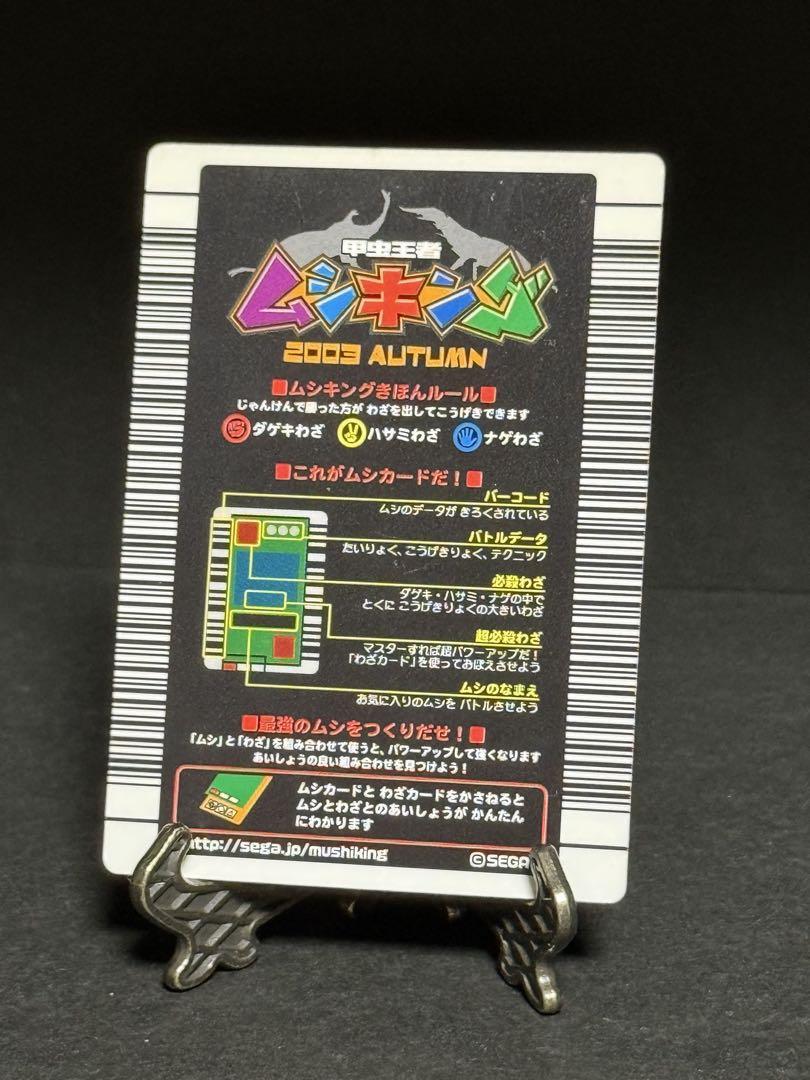 甲虫王者
ムシキング
2003 AUTUMN
■ムシキングきほんルール■
じゃんけんで勝った方が わざを出してこうげきできます
ダゲキわざ ハサミわざ ナゲわざ
■これがムシカードだ！■
バーコード
ムシのデータが きろくされている
バトルデータ
たいりょく、こうげきりょく、テクニック
必殺わざ
ダゲキ・ハサミ・ナゲの中で
とくに こうげきりょくの大きいわざ
超必殺わざ
マスターすれば超パワーアップだ！
「わざカード」を使っておぼえさせよう
ムシのなまえ
お気に入りのムシを バトルさせよう
■最強のムシをつくりだせ！■
「ムシ」と「わざ」を組み合わせて使うと、パワーアップして強くなります
あいしょうの良い組み合わせを見つけよう！
ムシカードと わざカードをかさねると
ムシとわざとのあいしょうが かんたん
にわかります
http://sega.jp/mushiking
©SEGA